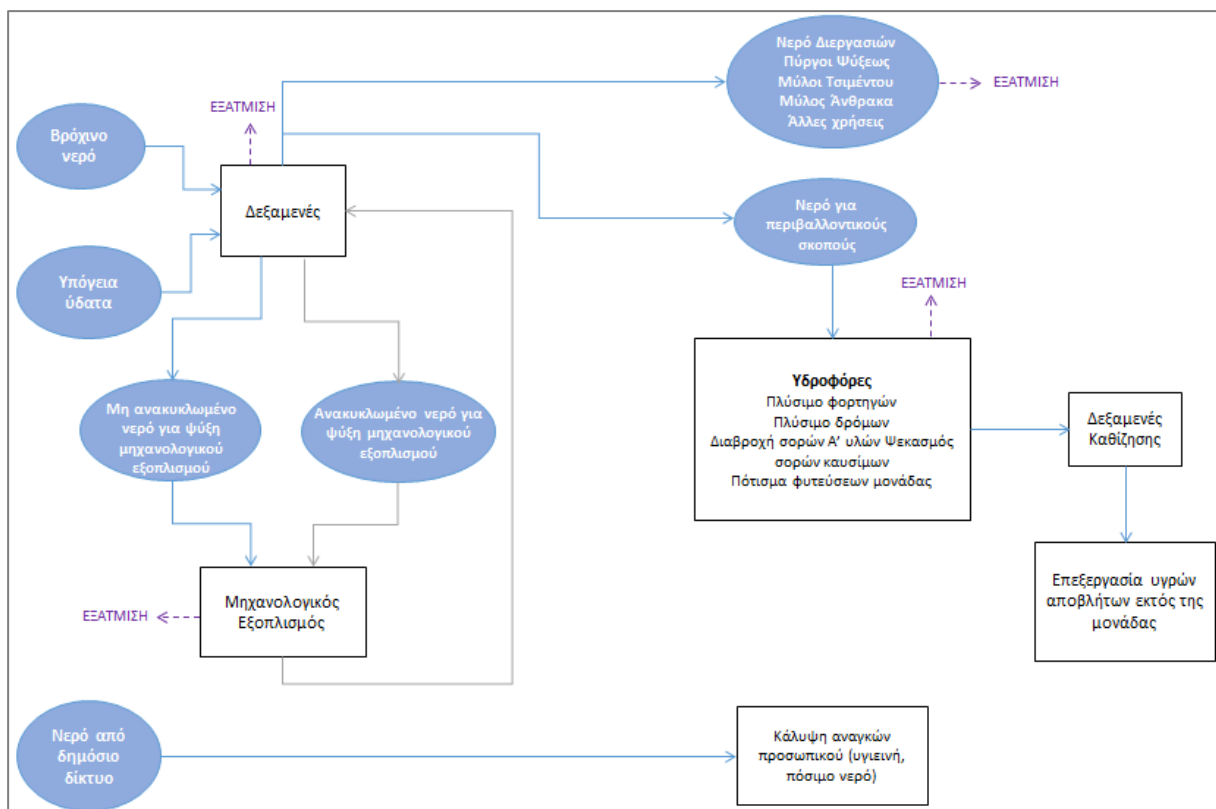 Νερό Διεργασιών
Πύργοι Ψύξεως
Μύλοι Τσιμέντου
Μύλος Άνθρακα
Άλλες χρήσεις
ΕΞΑΤΜΙΣΗ
ΕΞΑΤΜΙΣΗ
Βρόχινο
νερό
Δεξαμενές
Νερό για
περιβαλλοντικούς
σκοπούς
Υπόγεια
ύδατα
ΕΞΑΤΜΙΣΗ
Υδροφόρες
Πλύσιμο φορτηγών
Πλύσιμο δρόμων
Διαβροχή σορών Α’ υλών Ψεκασμός
σορών καυσίμων
Πότισμα φυτεύσεων μονάδας
Δεξαμενές
Καθίζησης
Μη ανακυκλωμένο
νερό για ψύξη
μηχανολογικού
εξοπλισμού
Ανακυκλωμένο νερό για
ψύξη μηχανολογικού
εξοπλισμού
Επεξεργασία υγρών
αποβλήτων εκτός της
μονάδας
Μηχανολογικός
Εξοπλισμός
ΕΞΑΤΜΙΣΗ
Νερό από
δημόσιο
δίκτυο
Κάλυψη αναγκών
προσωπικού (υγιεινή,
πόσιμο νερό)